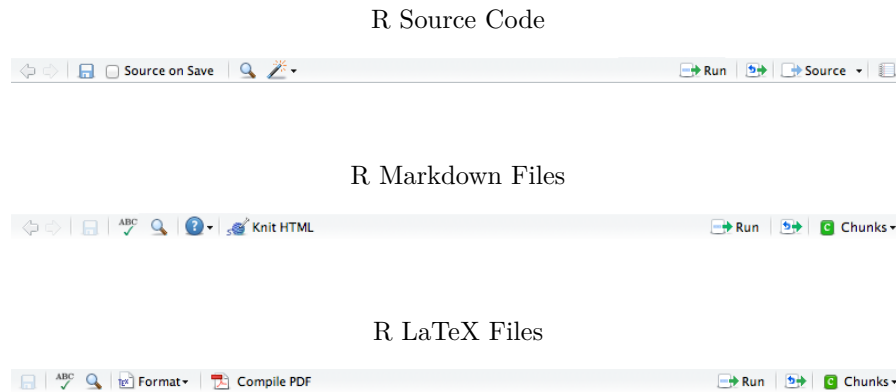 R Source Code
Source on Save Run Source
R Markdown Files
ABC Knit HTML Run C Chunks
R LaTeX Files
ABC TEX Format Compile PDF Run C Chunks